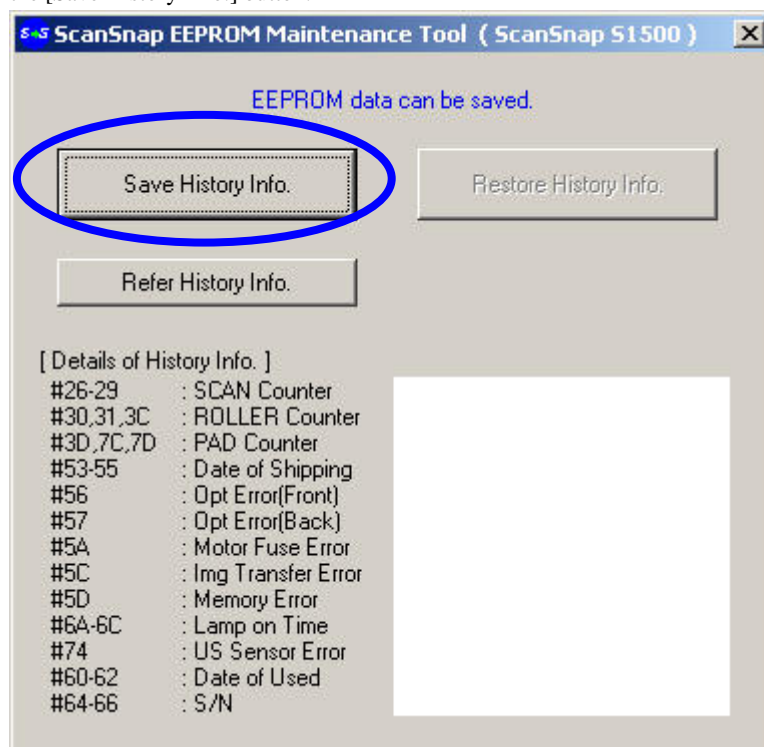 ScanSnap EEPROM Maintenance Tool ( ScanSnap S1500 )
EEPROM data can be saved.
Save History Info.
Restore History Info.
Refer History Info.
[ Details of History Info. ]
#26-29 : SCAN Counter
#30,31,3C : ROLLER Counter
#3D,7C,7D : PAD Counter
#53-55 : Date of Shipping
#56 : Opt Error(Front)
#57 : Opt Error(Back)
#5A : Motor Fuse Error
#5C : Img Transfer Error
#5D : Memory Error
#6A-6C : Lamp on Time
#74 : US Sensor Error
#60-62 : Date of Used
#64-66 : S/N